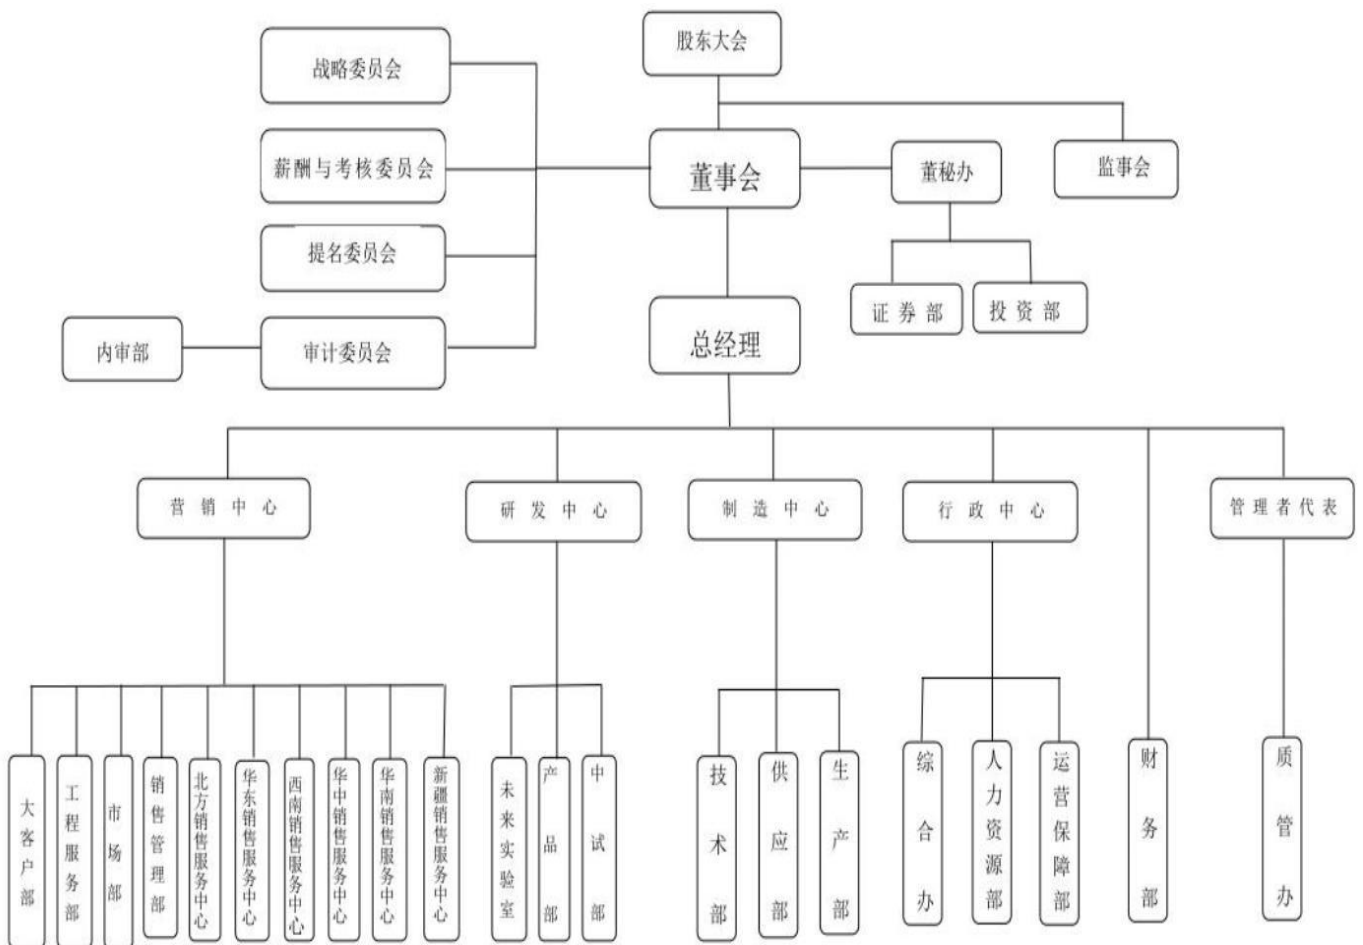 股东大会
战略委员会
薪酬与考核委员会
董事会
董秘办
监事会
提名委员会
证券部
投资部
内审部
审计委员会
总经理
营销中心
研发中心
制造中心
行政中心
管理者代表
大客户部
工程服务部
市场部
销售管理部
北方销售服务中心
华东销售服务中心
西南销售服务中心
华中销售服务中心
华南销售服务中心
新疆销售服务中心
未来实验室
产品部
中试部
技术部
供应部
生产部
综合办
人力资源部
运营保障部
财务部
质管办